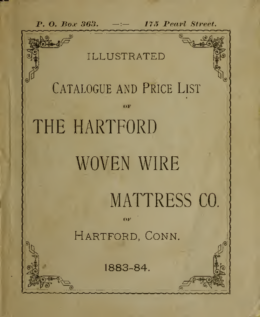 P. O. Box 363. —:— 175 Pearl Street.
ILLUSTRATED
CATALOGUE AND PRICE LIST
OF
THE HARTFORD
WOVEN WIRE
MATTRESS CO.
OF
HARTFORD, CONN.
1883-84.